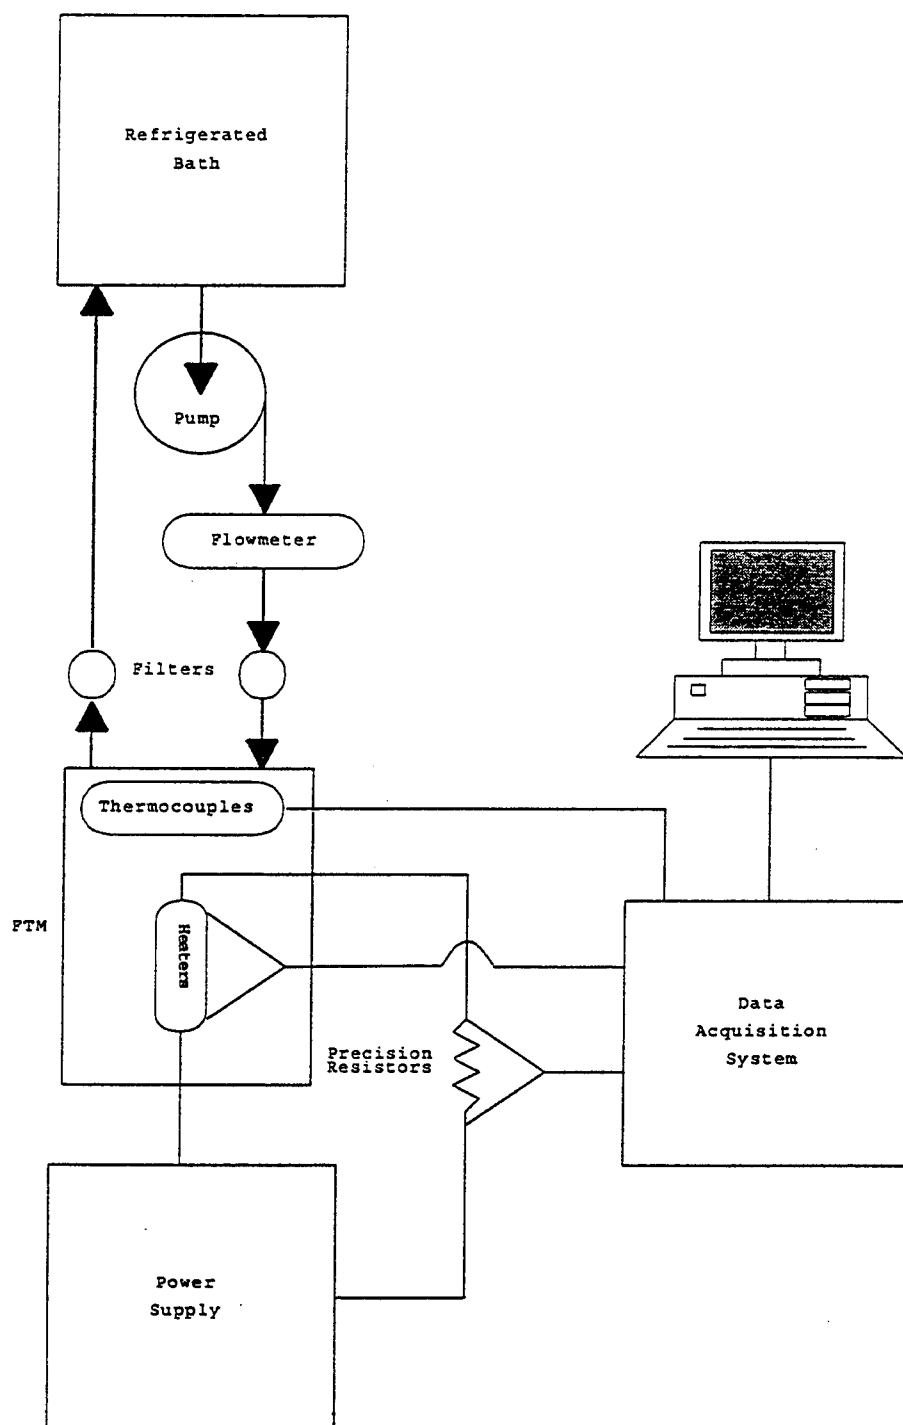 Refrigerated
Bath
Pump
Flowmeter
Filters
Thermocouples
FTM
Heaters
Precision
Resistors
Data
Acquisition
System
Power
Supply